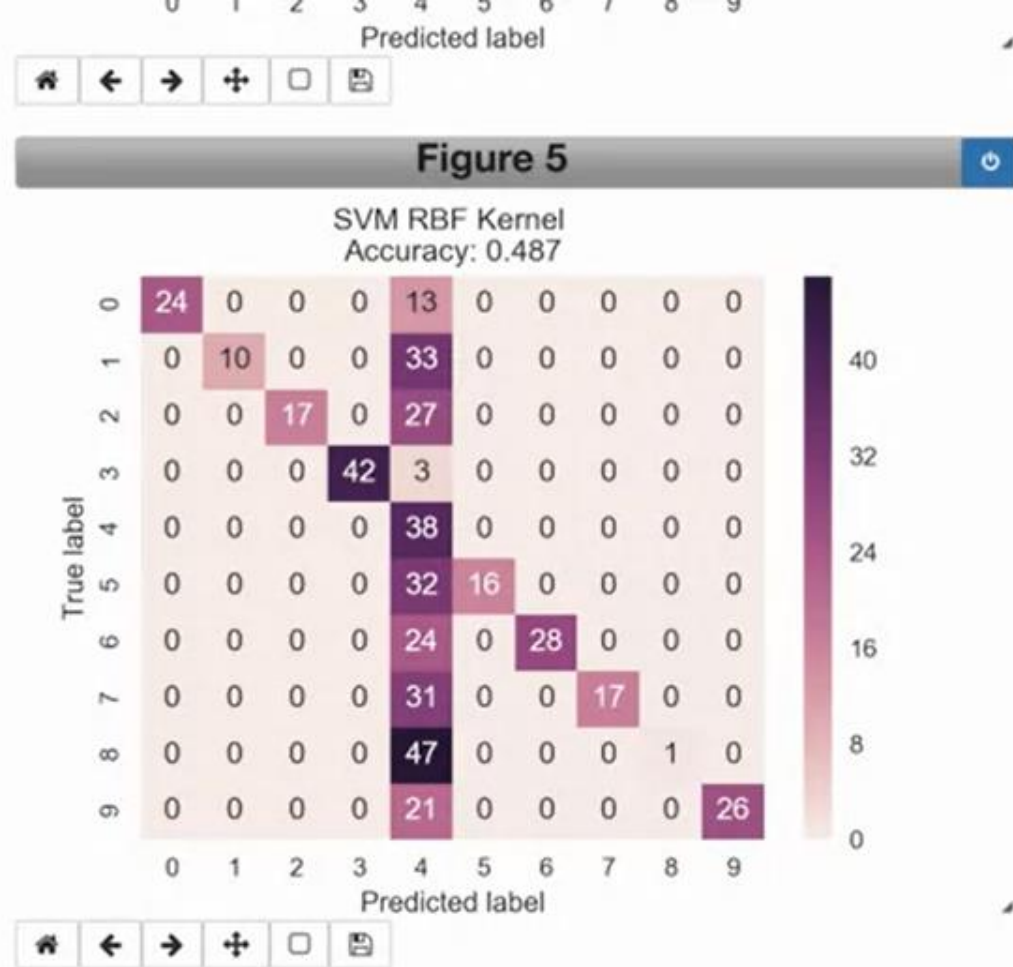 0 1 2 3 4 5 6 7 8 9
Predicted label
Figure 5
SVM RBF Kernel
Accuracy: 0.487
True label
0 24 0 0 0 13 0 0 0 0 0
1 0 10 0 0 33 0 0 0 0 0
2 0 0 17 0 27 0 0 0 0 0
3 0 0 0 42 3 0 0 0 0 0
4 0 0 0 0 38 0 0 0 0 0
5 0 0 0 0 32 16 0 0 0 0
6 0 0 0 0 24 0 28 0 0 0
7 0 0 0 0 31 0 0 17 0 0
8 0 0 0 0 47 0 0 0 1 0
9 0 0 0 0 21 0 0 0 0 26
0 1 2 3 4 5 6 7 8 9
Predicted label
40
32
24
16
8
0